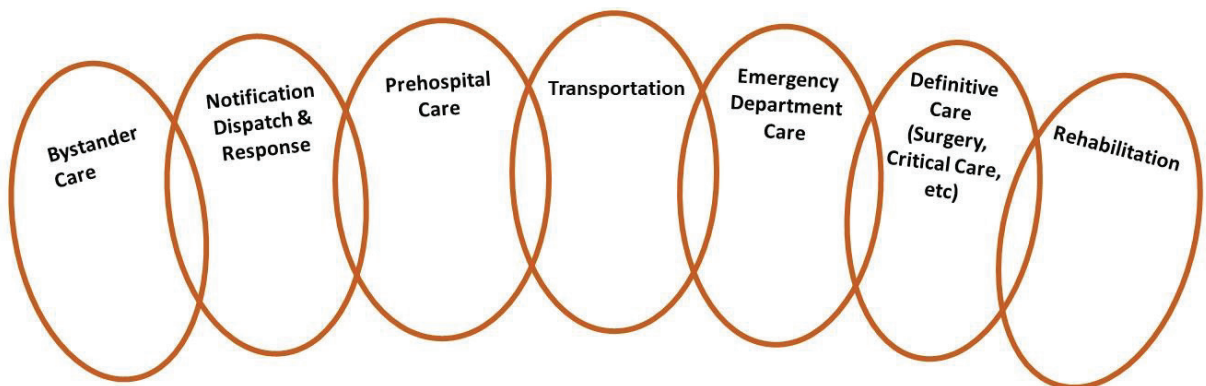 Bystander
Care
Notification
Dispatch &
Response
Prehospital
Care
Transportation
Emergency
Department
Care
Definitive
Care
(Surgery,
Critical Care,
etc)
Rehabilitation